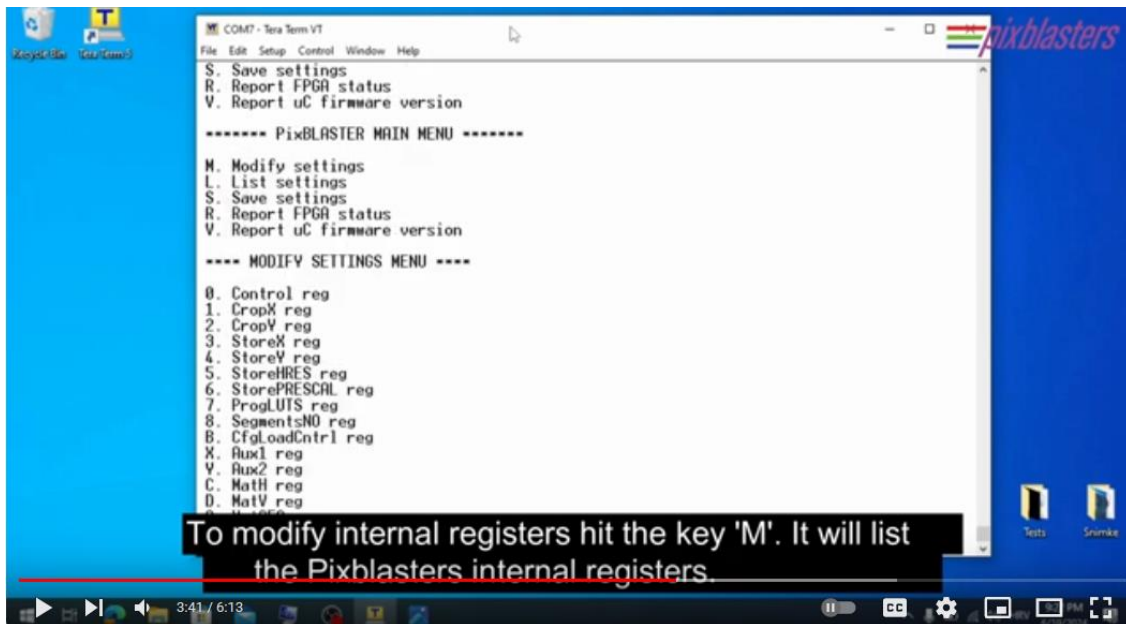 COM7 - Tera Term VT
File Edit Setup Control Window Help
pixblasters
Recycle Bin
S. Save settings
R. Report FPGA status
V. Report uC firmware version
------- PixBLASTER MAIN MENU -------
M. Modify settings
L. List settings
S. Save settings
R. Report FPGA status
V. Report uC firmware version
---- MODIFY SETTINGS MENU ----
0. Control reg
1. CropX reg
2. CropY reg
3. StoreX reg
4. StoreY reg
5. StoreHRES reg
6. StorePRESCAL reg
7. ProgLUTS reg
8. SegmentsNO reg
B. CfgLoadCntrl reg
X. Aux1 reg
Y. Aux2 reg
C. MatH reg
D. MatV reg
Tests
Snimke
To modify internal registers hit the key 'M'. It will list
the Pixblasters internal registers.
3:41 / 6:13
CC